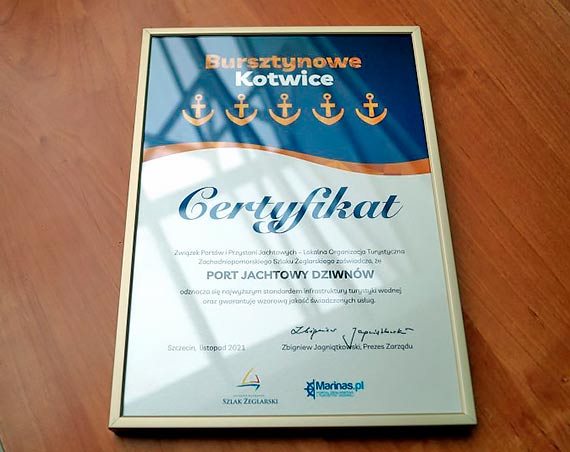 Bursztynowe
Kotwice
Certyfikat
Związek Portów i Przystani Jachtowych – Lokalna Organizacja Turystyczna
Zachodniopomorskiego Szlaku Żeglarskiego zaświadcza, że
PORT JACHTOWY DZIWNÓW
odznacza się najwyższym standardem infrastruktury turystyki wodnej
oraz gwarantuje wzorową jakość świadczonych usług.
Zbigniew Jagniątkowski
Szczecin, listopad 2021
Zbigniew Jagniątkowski, Prezes Zarządu
SZLAK ŻEGLARSKI
Marinas.pl